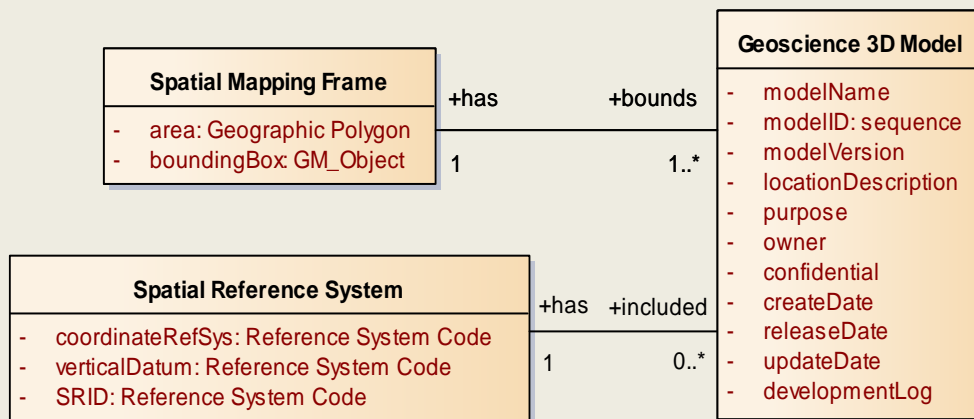 Spatial Mapping Frame
- area: Geographic Polygon
- boundingBox: GM_Object
+has
+bounds
1
1..*
Geoscience 3D Model
- modelName
- modelID: sequence
- modelVersion
- locationDescription
- purpose
- owner
- confidential
- createDate
- releaseDate
- updateDate
- developmentLog
Spatial Reference System
- coordinateRefSys: Reference System Code
- verticalDatum: Reference System Code
- SRID: Reference System Code
+has
+included
1
0..*